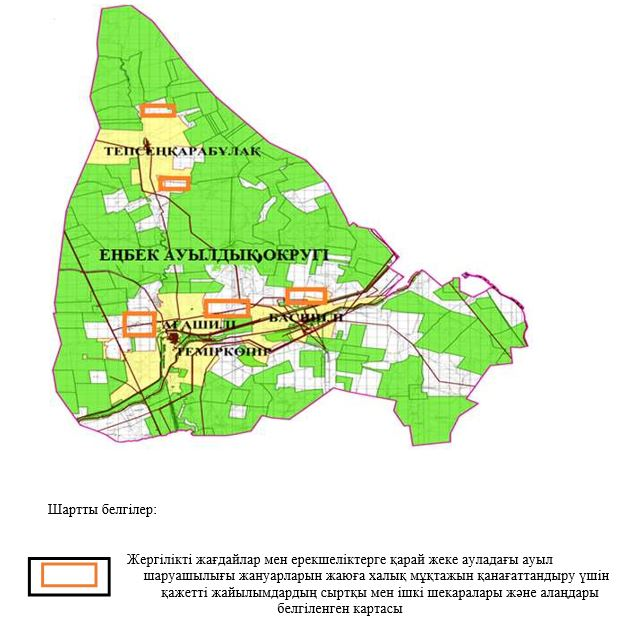 ТЕПСЕҢҚАРАБҰЛАҚ
ЕҢБЕК АУЫЛДЫҚ ОКРУГІ
БАСШИЛІ
ТЕМІРКӨПІР
Шартты белгілер:
Жергілікті жағдайлар мен ерекшеліктерге қарай жеке ауладағы ауыл
шаруашылығы жануарларын жаюға халық мұқтажын қанағаттандыру үшін
қажетті жайылымдардың сыртқы мен ішкі шекаралары және алаңдары
белгіленген картасы